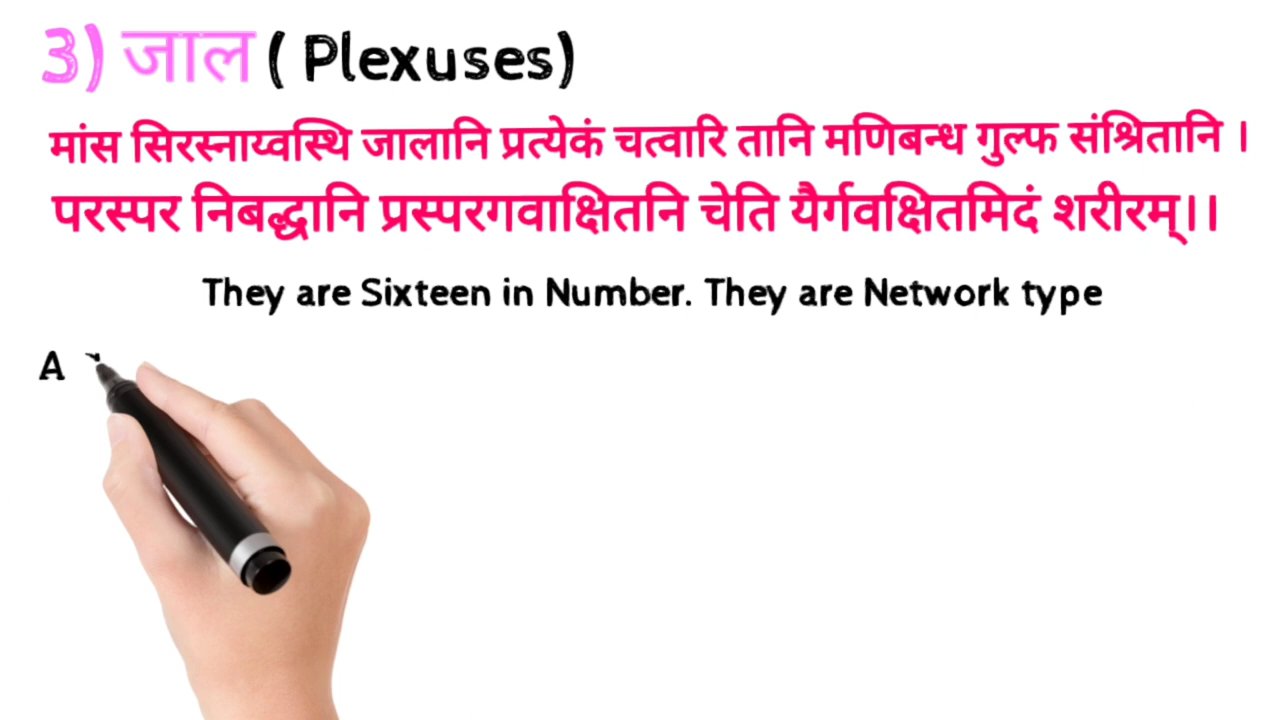 3) जाल ( Plexuses)
मांस सिरस्नाय्वस्थि जालानि प्रत्येकं चत्वारि तानि मणिबन्ध गुल्फ संश्रितानि ।
परस्पर निबद्धानि प्रस्परगवाक्षितनि चेति यैर्गवक्षितमिदं शरीरम्।।
They are Sixteen in Number. They are Network type
A